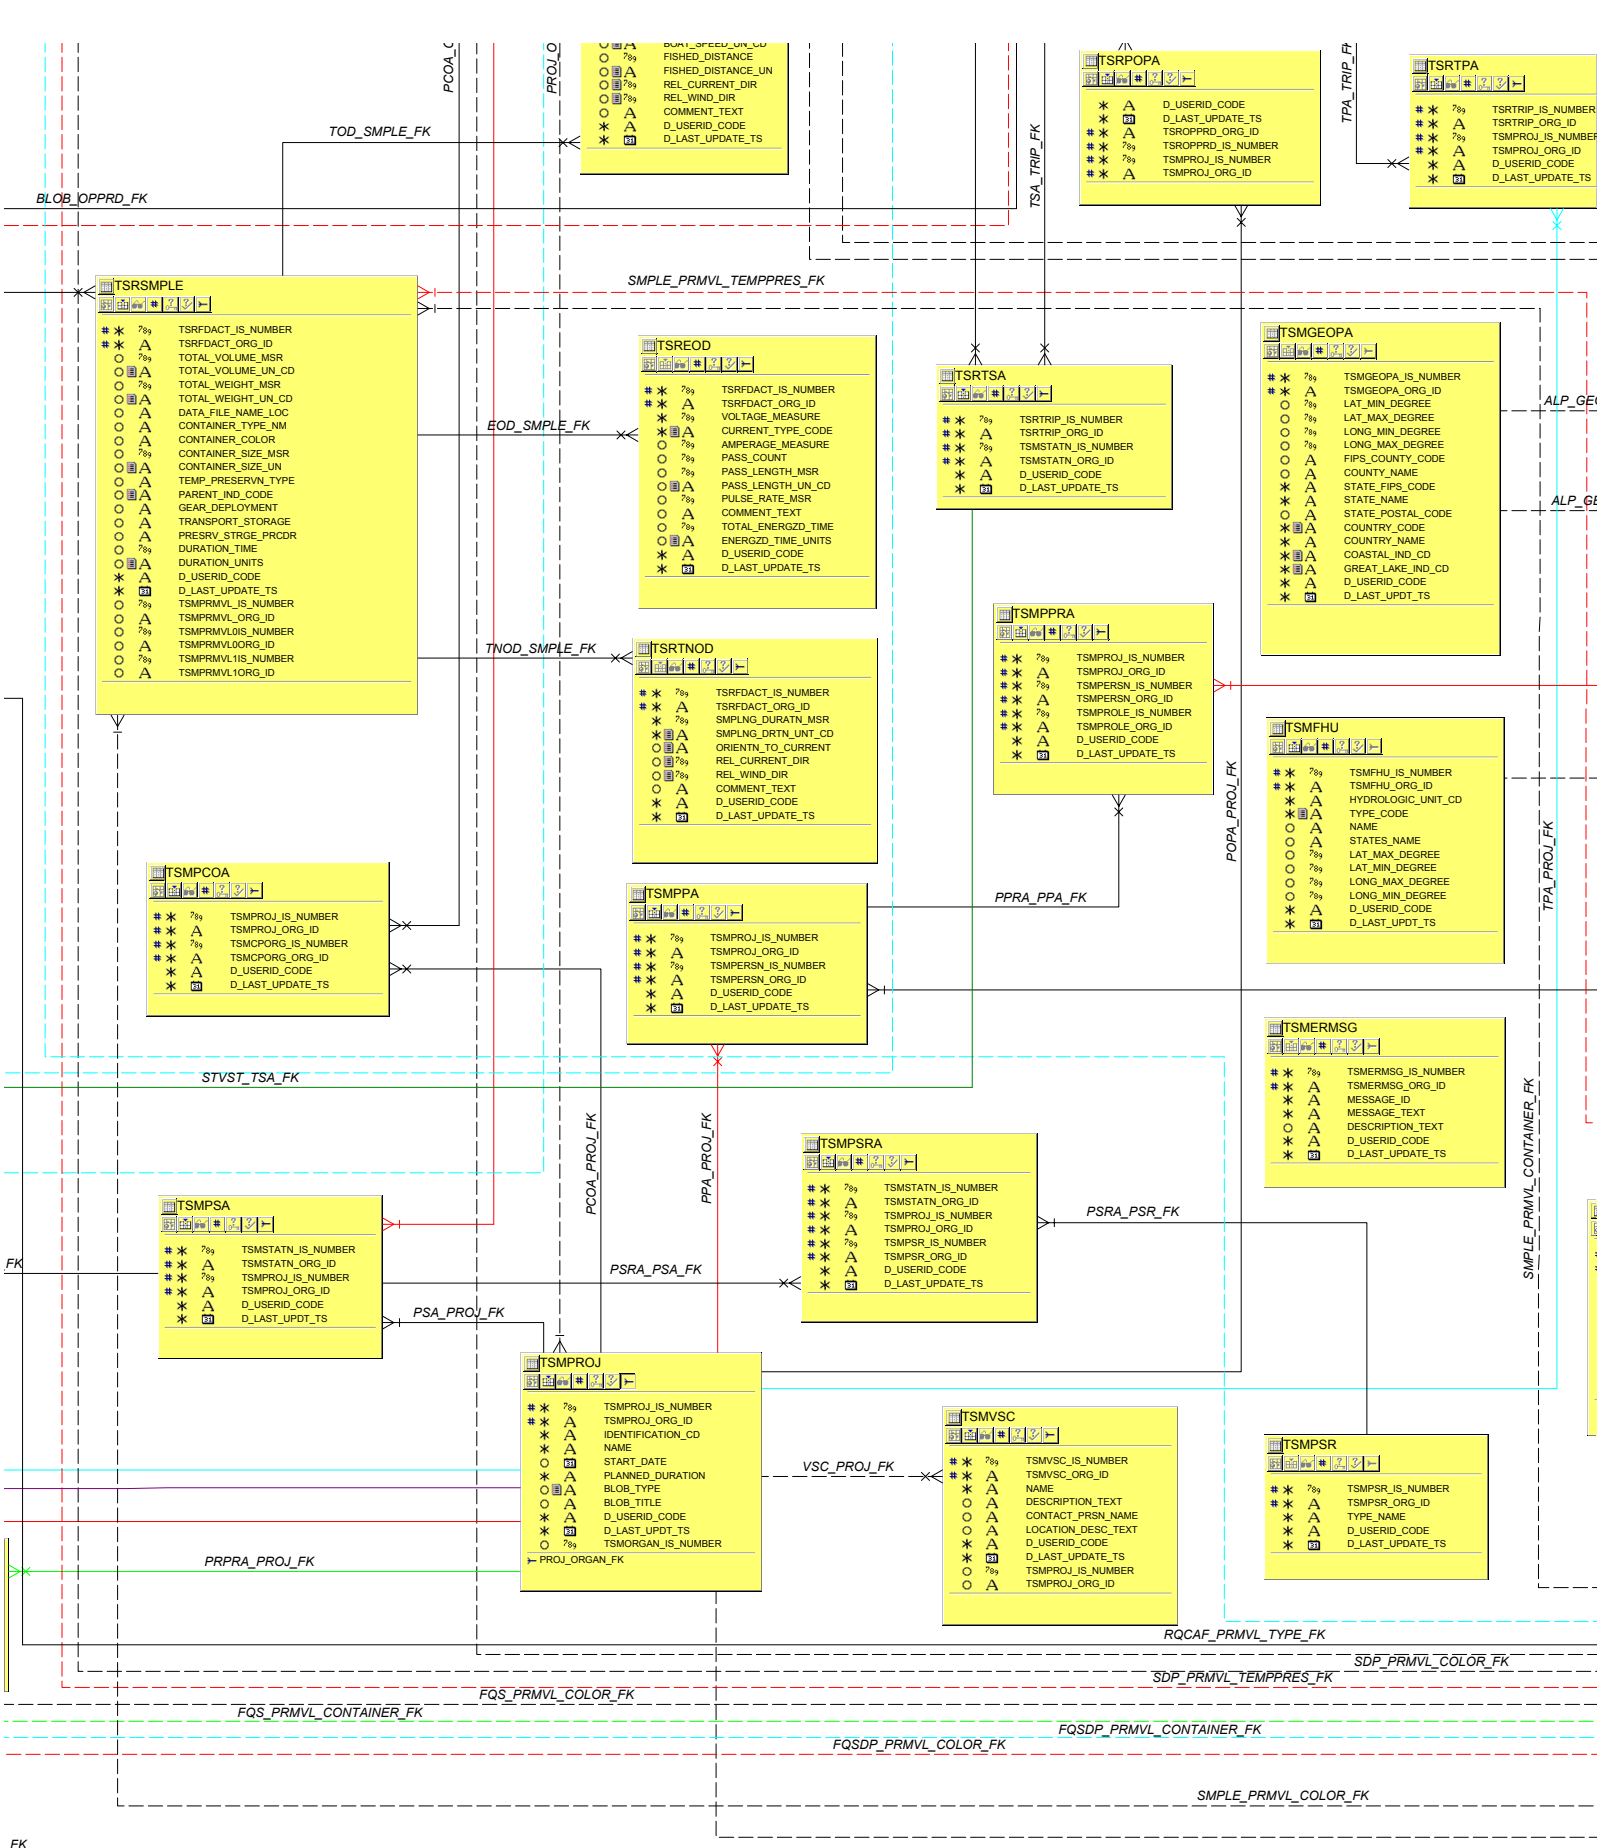 PCOA_
PROJ_O
BOAT_SPEED_UN_CD
FISHED_DISTANCE
FISHED_DISTANCE_UN
REL_CURRENT_DIR
REL_WIND_DIR
COMMENT_TEXT
D_USERID_CODE
D_LAST_UPDATE_TS
TOD_SMPLE_FK
BLOB_OPPRD_FK
TSA_TRIP_FK
TSRPOPA
D_USERID_CODE
D_LAST_UPDATE_TS
TSROPPRD_ORG_ID
TSROPPRD_IS_NUMBER
TSMPROJ_IS_NUMBER
TSMPROJ_ORG_ID
TPA_TRIP_F
TSRTPA
TSRTRIP_IS_NUMBER
TSRTRIP_ORG_ID
TSMPROJ_IS_NUMBER
TSMPROJ_ORG_ID
D_USERID_CODE
D_LAST_UPDATE_TS
TSRSMPLE
TSRFDACT_IS_NUMBER
TSRFDACT_ORG_ID
TOTAL_VOLUME_MSR
TOTAL_VOLUME_UN_CD
TOTAL_WEIGHT_MSR
TOTAL_WEIGHT_UN_CD
DATA_FILE_NAME_LOC
CONTAINER_TYPE_NM
CONTAINER_COLOR
CONTAINER_SIZE_MSR
CONTAINER_SIZE_UN
TEMP_PRESERVN_TYPE
PARENT_IND_CODE
GEAR_DEPLOYMENT
TRANSPORT_STORAGE
PRESRV_STRGE_PRCDR
DURATION_TIME
DURATION_UNITS
D_USERID_CODE
D_LAST_UPDATE_TS
TSMPRMVL_IS_NUMBER
TSMPRMVL_ORG_ID
TSMPRMVL0IS_NUMBER
TSMPRMVL0ORG_ID
TSMPRMVL1IS_NUMBER
TSMPRMVL1ORG_ID
SMPLE_PRMVL_TEMPPRES_FK
EOD_SMPLE_FK
TSREOD
TSRFDACT_IS_NUMBER
TSRFDACT_ORG_ID
VOLTAGE_MEASURE
CURRENT_TYPE_CODE
AMPERAGE_MEASURE
PASS_COUNT
PASS_LENGTH_MSR
PASS_LENGTH_UN_CD
PULSE_RATE_MSR
COMMENT_TEXT
TOTAL_ENERGZD_TIME
ENERGZD_TIME_UNITS
D_USERID_CODE
D_LAST_UPDATE_TS
TSRTSA
TSRTRIP_IS_NUMBER
TSRTRIP_ORG_ID
TSMSTATN_IS_NUMBER
TSMSTATN_ORG_ID
D_USERID_CODE
D_LAST_UPDATE_TS
TSMGEOPA
TSMGEOPA_IS_NUMBER
TSMGEOPA_ORG_ID
LAT_MIN_DEGREE
LAT_MAX_DEGREE
LONG_MIN_DEGREE
LONG_MAX_DEGREE
FIPS_COUNTY_CODE
COUNTY_NAME
STATE_FIPS_CODE
STATE_NAME
STATE_POSTAL_CODE
COUNTRY_CODE
COUNTRY_NAME
COASTAL_IND_CD
GREAT_LAKE_IND_CD
D_USERID_CODE
D_LAST_UPDT_TS
ALP_GEO
ALP_GE
TNOD_SMPLE_FK
TSRTNOD
TSRFDACT_IS_NUMBER
TSRFDACT_ORG_ID
SMPLNG_DURATN_MSR
SMPLNG_DRTN_UNT_CD
ORIENTN_TO_CURRENT
REL_CURRENT_DIR
REL_WIND_DIR
COMMENT_TEXT
D_USERID_CODE
D_LAST_UPDATE_TS
TSMPPRA
TSMPROJ_IS_NUMBER
TSMPROJ_ORG_ID
TSMPERSN_IS_NUMBER
TSMPERSN_ORG_ID
TSMPROLE_IS_NUMBER
TSMPROLE_ORG_ID
D_USERID_CODE
D_LAST_UPDATE_TS
POPA_PROJ_FK
TSMFHU
TSMFHU_IS_NUMBER
TSMFHU_ORG_ID
HYDROLOGIC_UNIT_CD
TYPE_CODE
NAME
STATES_NAME
LAT_MAX_DEGREE
LAT_MIN_DEGREE
LONG_MAX_DEGREE
LONG_MIN_DEGREE
D_USERID_CODE
D_LAST_UPDT_TS
TPA_PROJ_FK
TSMPCOA
TSMPROJ_IS_NUMBER
TSMPROJ_ORG_ID
TSMCPORG_IS_NUMBER
TSMCPORG_ORG_ID
D_USERID_CODE
D_LAST_UPDATE_TS
TSMPPA
TSMPROJ_IS_NUMBER
TSMPROJ_ORG_ID
TSMPERSN_IS_NUMBER
TSMPERSN_ORG_ID
D_USERID_CODE
D_LAST_UPDATE_TS
PPRA_PPA_FK
STVST_TSA_FK
PCOA_PROJ_FK
PPA_PROJ_FK
TSMERMSG
TSMERMSG_IS_NUMBER
TSMERMSG_ORG_ID
MESSAGE_ID
MESSAGE_TEXT
DESCRIPTION_TEXT
D_USERID_CODE
D_LAST_UPDATE_TS
SMPLE_PRMVL_CONTAINER_FK
TSMPSRA
TSMSTATN_IS_NUMBER
TSMSTATN_ORG_ID
TSMPROJ_IS_NUMBER
TSMPROJ_ORG_ID
TSMPSR_IS_NUMBER
TSMPSR_ORG_ID
D_USERID_CODE
D_LAST_UPDATE_TS
PSRA_PSR_FK
TSMPSA
TSMSTATN_IS_NUMBER
TSMSTATN_ORG_ID
TSMPROJ_IS_NUMBER
TSMPROJ_ORG_ID
D_USERID_CODE
D_LAST_UPDT_TS
FK
PSRA_PSA_FK
PSA_PROJ_FK
TSMPROJ
TSMPROJ_IS_NUMBER
TSMPROJ_ORG_ID
IDENTIFICATION_CD
NAME
START_DATE
PLANNED_DURATION
BLOB_TYPE
BLOB_TITLE
D_USERID_CODE
D_LAST_UPDT_TS
TSMORGAN_IS_NUMBER
PROJ_ORGAN_FK
VSC_PROJ_FK
TSMVSC
TSMVSC_IS_NUMBER
TSMVSC_ORG_ID
NAME
DESCRIPTION_TEXT
CONTACT_PRSN_NAME
LOCATION_DESC_TEXT
D_USERID_CODE
D_LAST_UPDATE_TS
TSMPROJ_IS_NUMBER
TSMPROJ_ORG_ID
TSMPSR
TSMPSR_IS_NUMBER
TSMPSR_ORG_ID
TYPE_NAME
D_USERID_CODE
D_LAST_UPDATE_TS
PRPRA_PROJ_FK
RQCAF_PRMVL_TYPE_FK
SDP_PRMVL_COLOR_FK
SDP_PRMVL_TEMPPRES_FK
FQS_PRMVL_COLOR_FK
FQS_PRMVL_CONTAINER_FK
FQSDP_PRMVL_CONTAINER_FK
FQSDP_PRMVL_COLOR_FK
SMPLE_PRMVL_COLOR_FK
FK